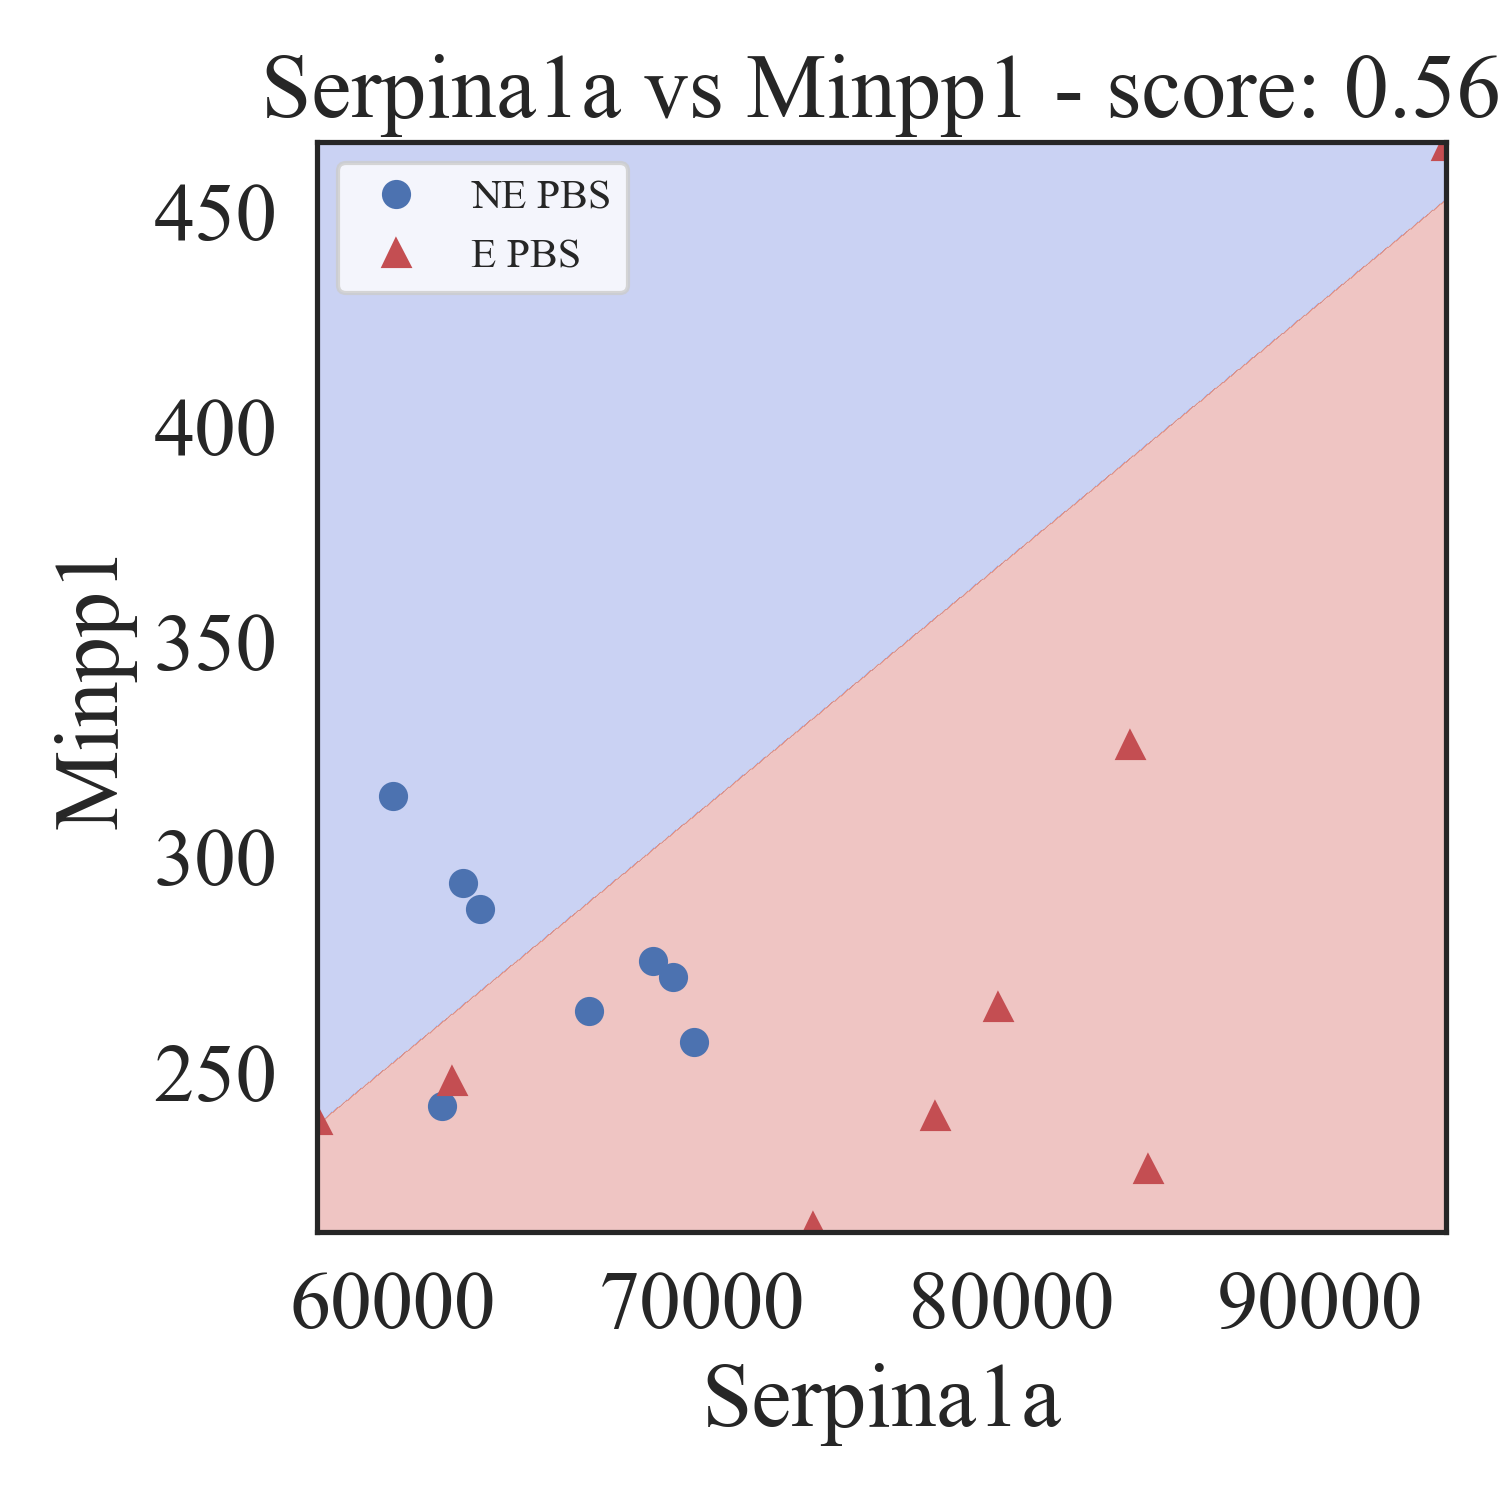 Serpina1a vs Minpp1 - score: 0.56
NE PBS
E PBS
450
400
350
300
250
Minpp1
60000 70000 80000 90000
Serpina1a